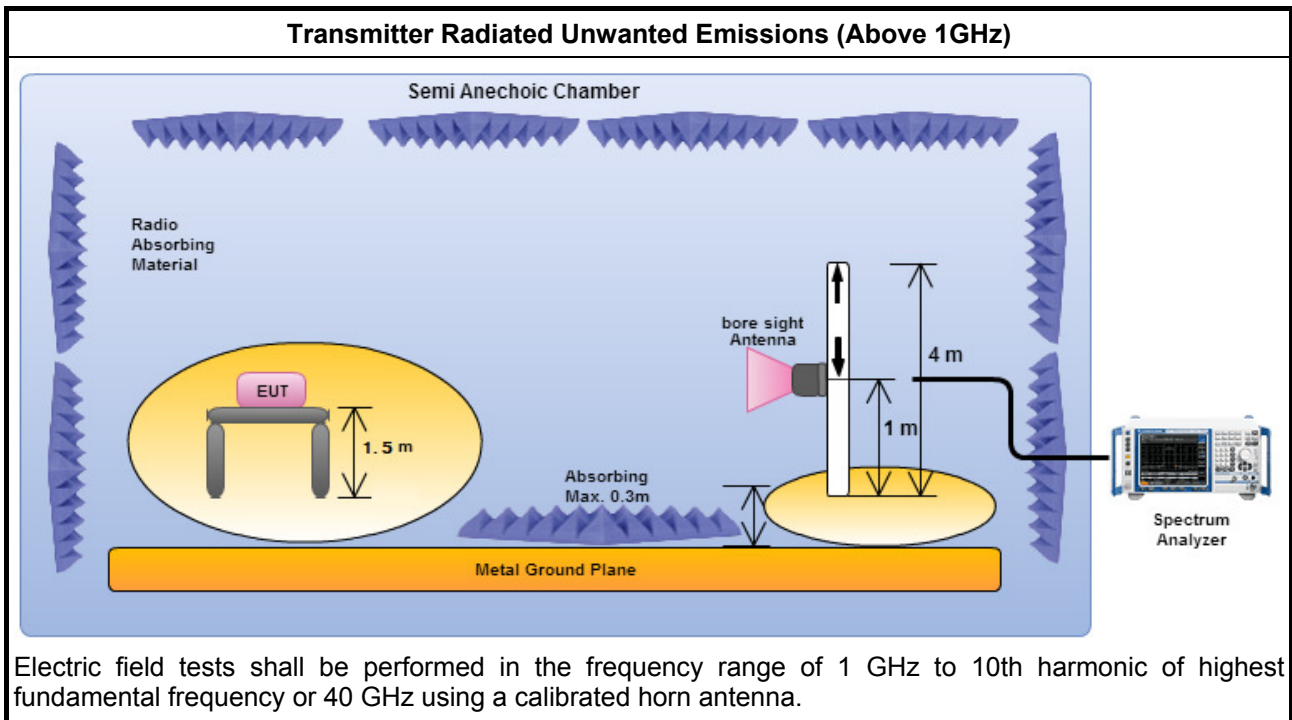 Transmitter Radiated Unwanted Emissions (Above 1GHz)
Semi Anechoic Chamber
Radio
Absorbing
Material
bore sight
Antenna
4 m
EUT
1 m
1.5 m
Absorbing
Max. 0.3m
Spectrum
Analyzer
Metal Ground Plane
Electric field tests shall be performed in the frequency range of 1 GHz to 10th harmonic of highest
fundamental frequency or 40 GHz using a calibrated horn antenna.